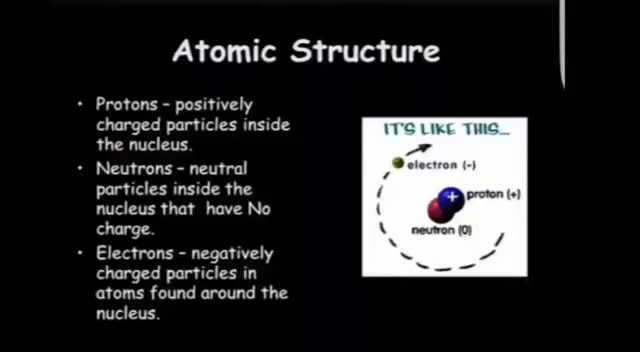 Atomic Structure
• Protons – positively
charged particles inside
the nucleus.
• Neutrons – neutral
particles inside the
nucleus that have No
charge.
• Electrons – negatively
charged particles in
atoms found around the
nucleus.
IT'S LIKE THIS...
electron (-)
+
proton (+)
neutron (0)